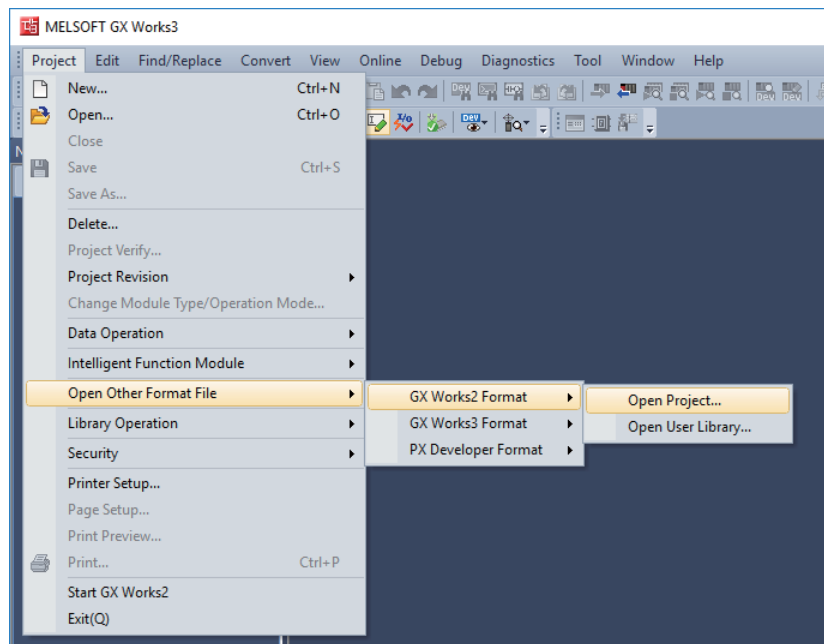 MELSOFT GX Works3
Project Edit Find/Replace Convert View Online Debug Diagnostics Tool Window Help
New... Ctrl+N
Open... Ctrl+O
Close
Save Ctrl+S
Save As...
Delete...
Project Verify...
Project Revision
Change Module Type/Operation Mode...
Data Operation
Intelligent Function Module
Open Other Format File
GX Works2 Format
Open Project...
Library Operation
GX Works3 Format
Open User Library...
Security
PX Developer Format
Printer Setup...
Page Setup...
Print Preview...
Print... Ctrl+P
Start GX Works2
Exit(Q)